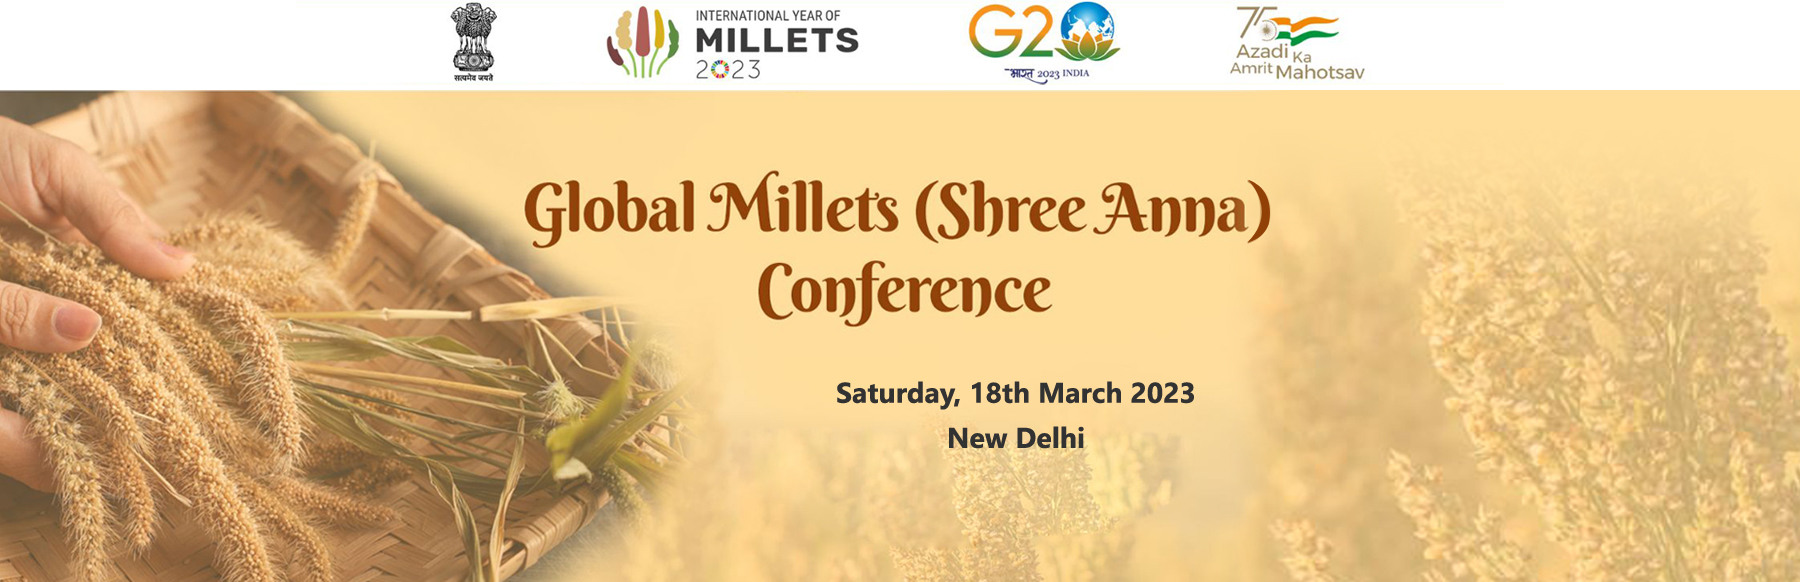 सत्यमेव जयते
INTERNATIONAL YEAR OF
MILLETS
2023
G20
भारत 2023 INDIA
75
Azadi Ka
Amrit Mahotsav
Global Millets (Shree Anna)
Conference
Saturday, 18th March 2023
New Delhi